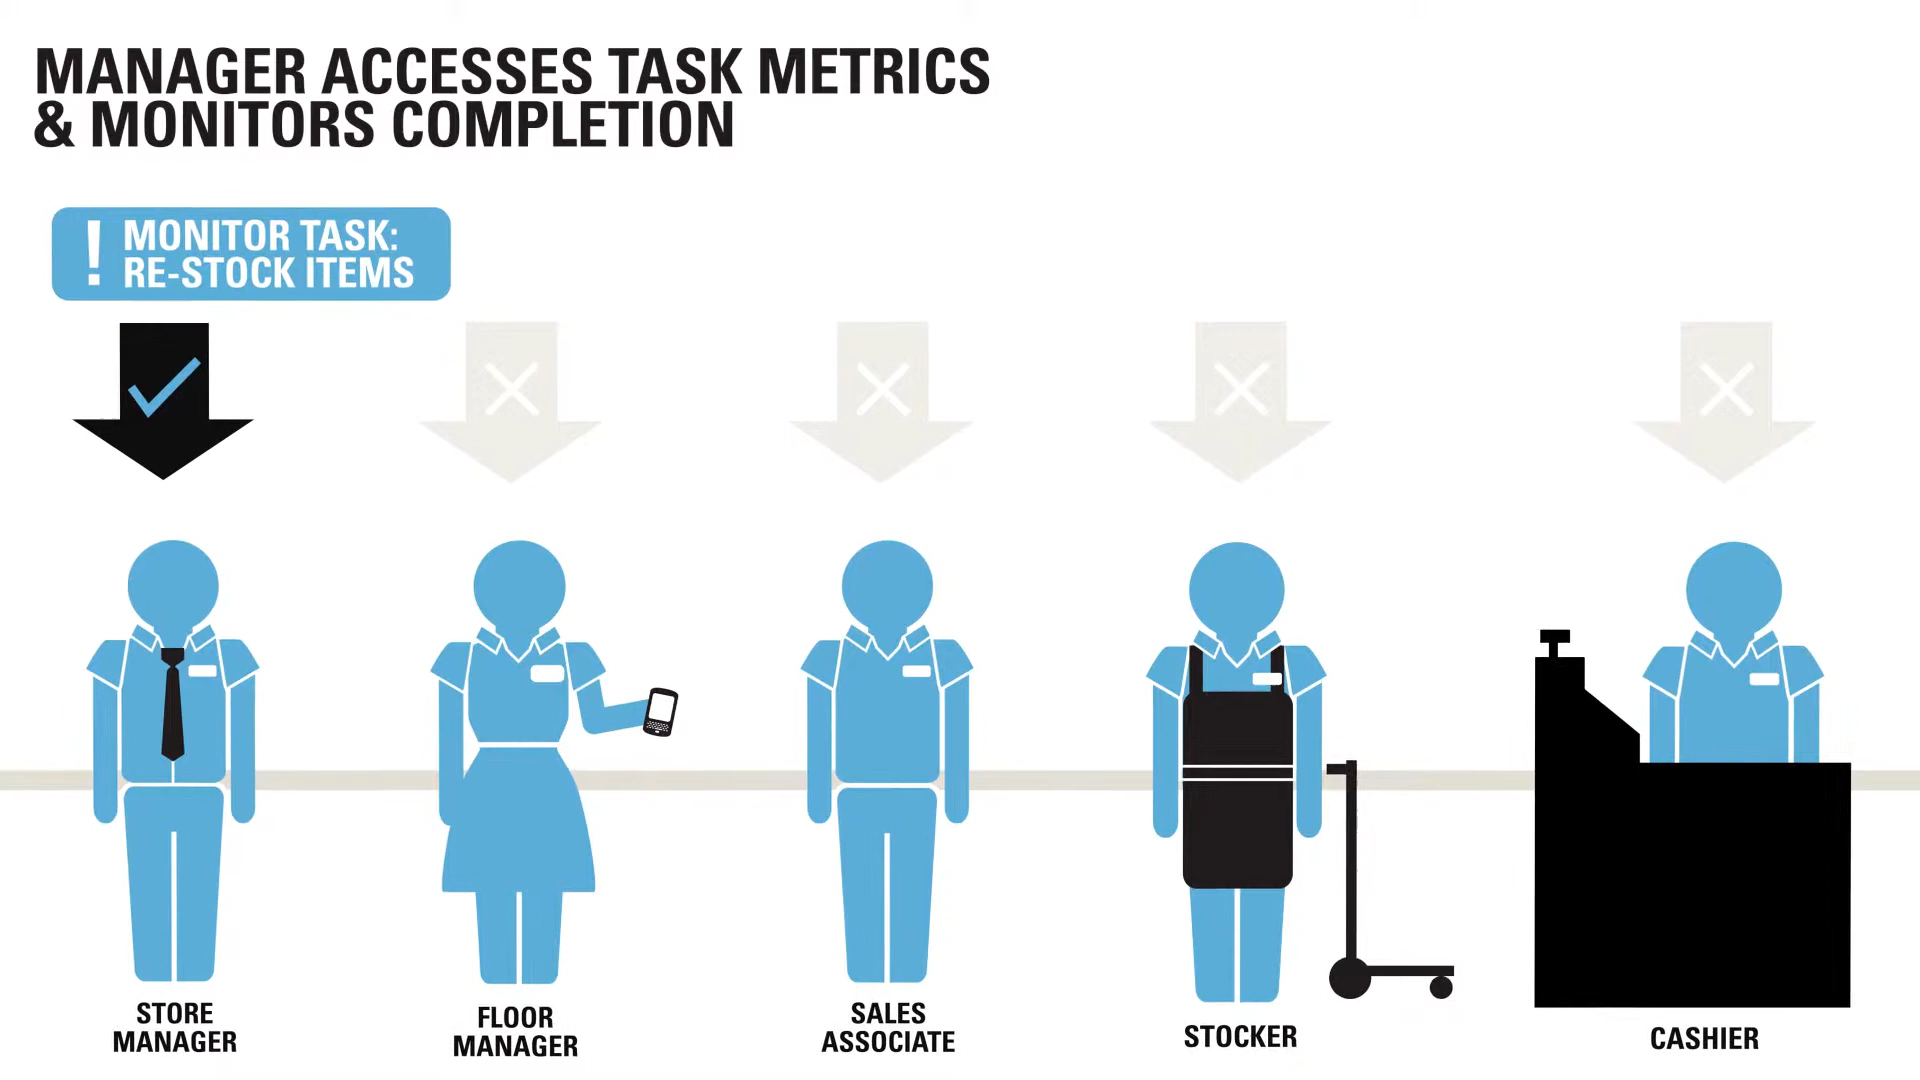 MANAGER ACCESSES TASK METRICS
& MONITORS COMPLETION
! MONITOR TASK:
RE-STOCK ITEMS
STORE
MANAGER
FLOOR
MANAGER
SALES
ASSOCIATE
STOCKER
CASHIER